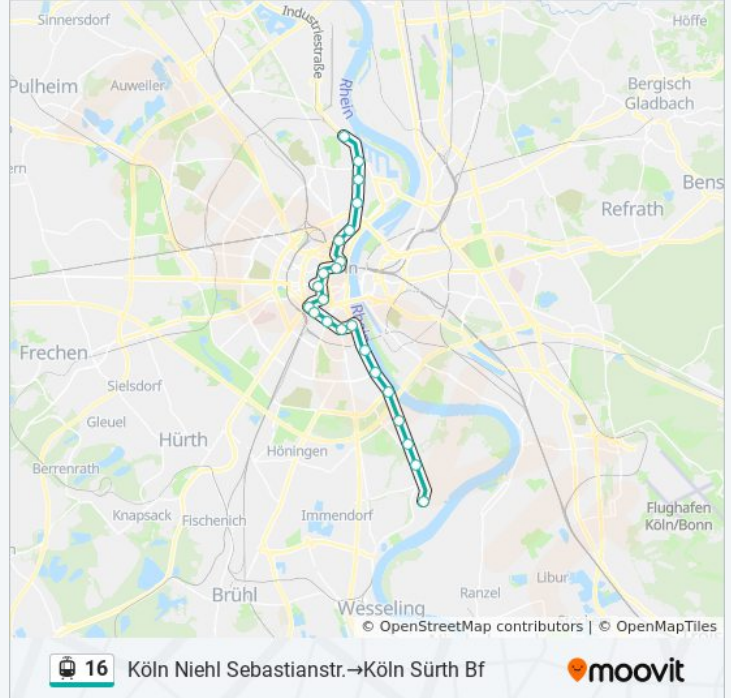 Sinnersdorf
Industriestraße
Höffe
Pulheim
Auweiler
Rhein
Bergisch
Gladbach
ern
Bens
Refrath
ln
Rhein
Frechen
Sielsdorf
Gleuel
Hürth
Höningen
Berrenrath
Knapsack
Fischenich
Immendorf
Flughafen
Köln/Bonn
Libur
Brühl
Ranzel
Wesseling
© OpenStreetMap contributors | © OpenMapTiles
16 Köln Niehl Sebastianstr.→Köln Sürth Bf
moovit